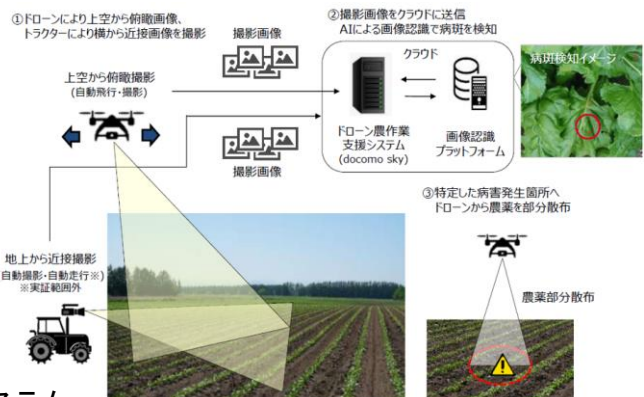 ①ドローンにより上空から俯瞰画像、
トラクターにより横から近接画像を撮影
撮影画像
②撮影画像をクラウドに送信
AIによる画像認識で病斑を検知
上空から俯瞰撮影
(自動飛行・撮影)
クラウド
病斑検知イメージ
ドローン農作業
支援システム
(docomo sky)
画像認識
プラットフォーム
撮影画像
③特定した病害発生箇所へ
ドローンから農薬を部分散布
地上から近接撮影
自動撮影・自動走行※)
※実証範囲外
農薬部分散布